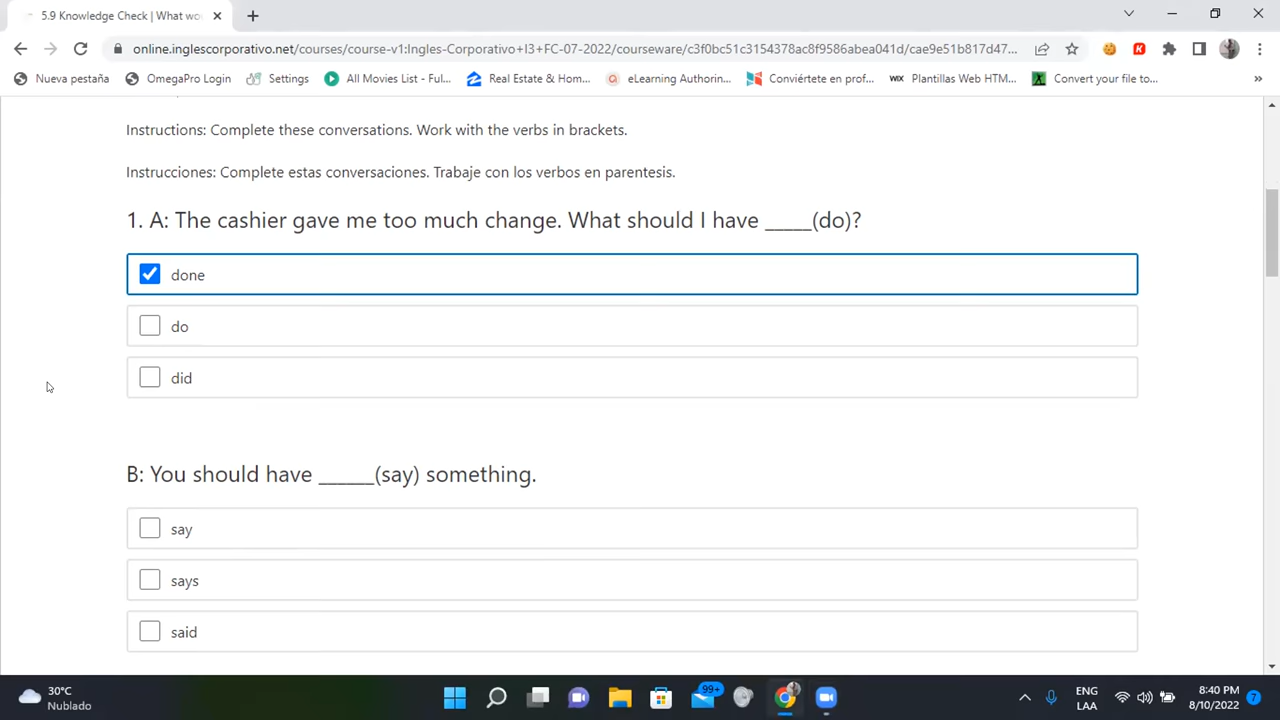 5.9 Knowledge Check | What wo
online.inglescorporativo.net/courses/course-v1:Ingles-Corporativo+I3+FC-07-2022/courseware/c3f0bc51c3154378ac8f9586abea041d/cae9e51b817d47...
Nueva pestaña OmegaPro Login Settings All Movies List - Ful... Real Estate & Hom... eLearning Authorin... Conviértete en prof... WIX Plantillas Web HTM... Convert your file to... »
Instructions: Complete these conversations. Work with the verbs in brackets.
Instrucciones: Complete estas conversaciones. Trabaje con los verbos en parentesis.
1. A: The cashier gave me too much change. What should I have _____(do)?
done
do
did
B: You should have ______(say) something.
say
says
said
30°C
Nublado
99+
ENG
LAA
8:40 PM
8/10/2022
7